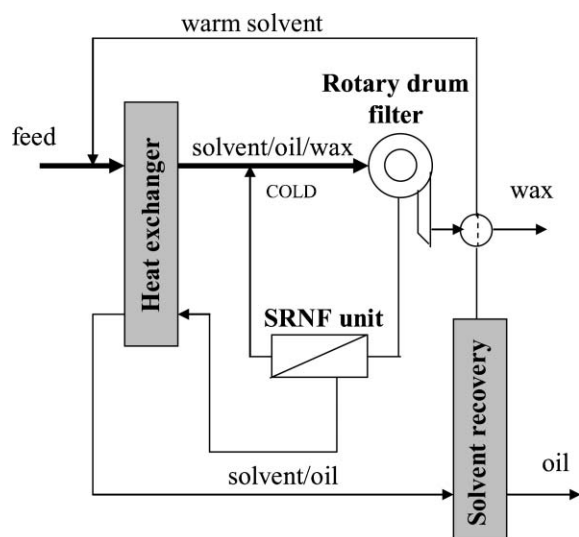 warm solvent
Rotary drum
filter
feed
solvent/oil/wax
COLD
wax
Heat exchanger
SRNF unit
Solvent recovery
solvent/oil
oil